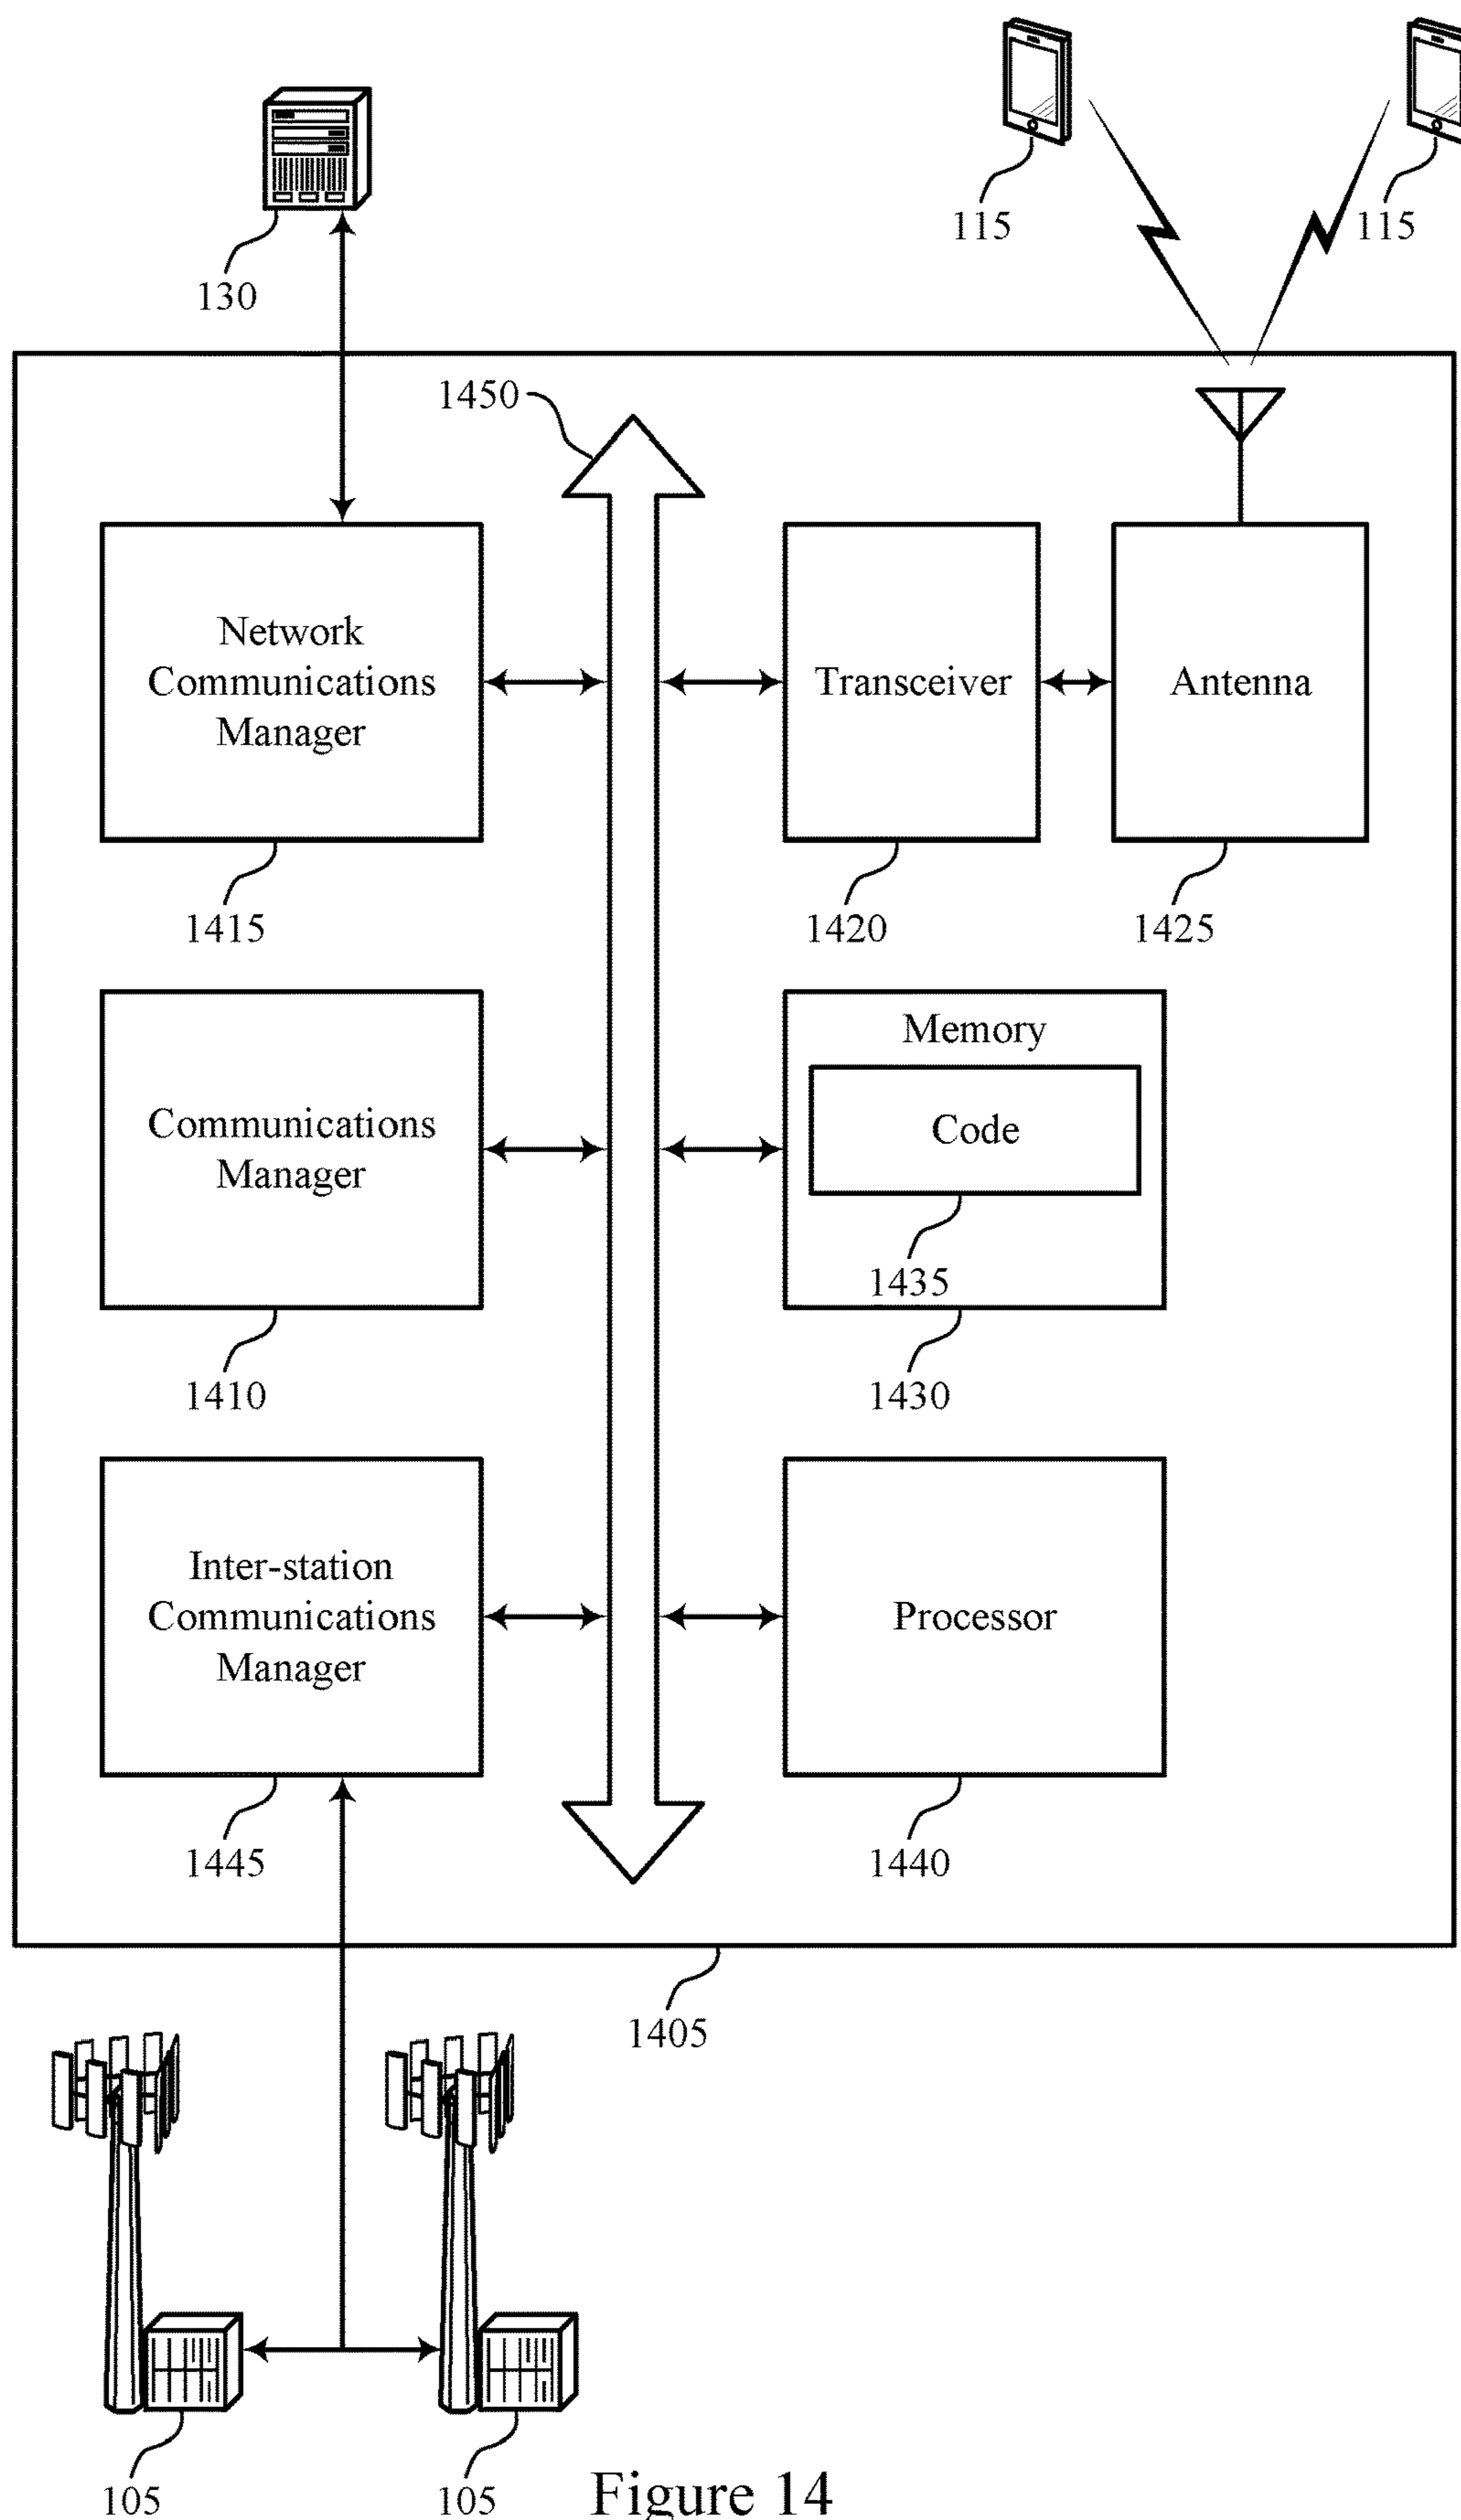 115
115
130
1450
Network
Communications
Manager
Transceiver
Antenna
1415
1420
1425
Communications
Manager
Memory
Code
1435
1410
1430
Inter-station
Communications
Manager
Processor
1445
1440
1405
105
105
Figure 14